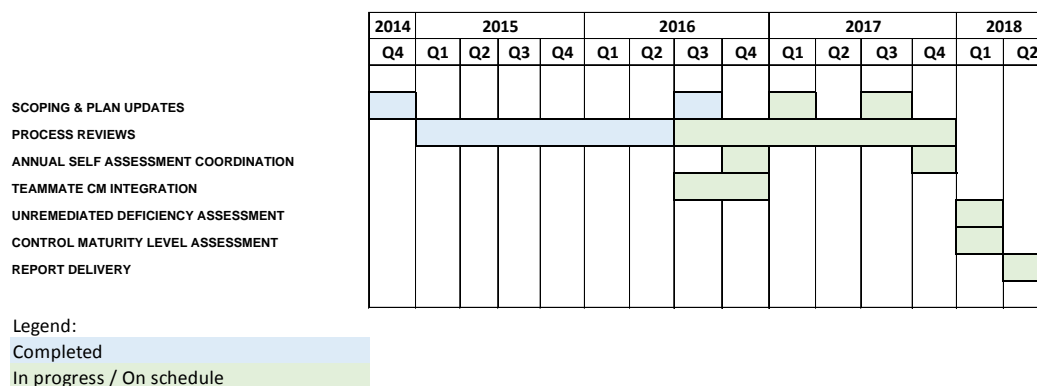 2014 2015 2016 2017 2018
Q4 Q1 Q2 Q3 Q4 Q1 Q2 Q3 Q4 Q1 Q2 Q3 Q4 Q1 Q2
SCOPING & PLAN UPDATES
PROCESS REVIEWS
ANNUAL SELF ASSESSMENT COORDINATION
TEAMMATE CM INTEGRATION
UNREMEDIATED DEFICIENCY ASSESSMENT
CONTROL MATURITY LEVEL ASSESSMENT
REPORT DELIVERY
Legend:
Completed
In progress / On schedule